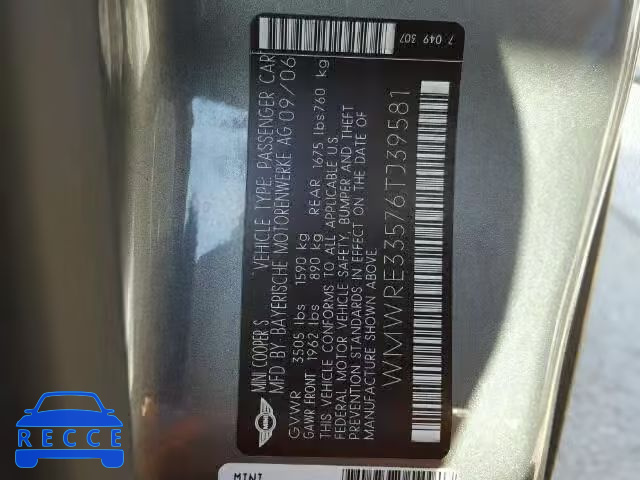 MINI COOPER S VEHICLE TYPE: PASSENGER CAR
MFD BY: BAYERISCHE MOTORENWERKE AG 09/06
GVWR 3505 lbs 1590 kg
GAWR FRONT 1962 lbs 890 kg REAR 1675 lbs 760 kg
THIS VEHICLE CONFORMS TO ALL APPLICABLE U.S.
FEDERAL MOTOR VEHICLE SAFETY, BUMPER AND THEFT
PREVENTION STANDARDS IN EFFECT ON THE DATE OF
MANUFACTURE SHOWN ABOVE.
WMWRE33576TJ39581
7 049 307
MINI
RECCE